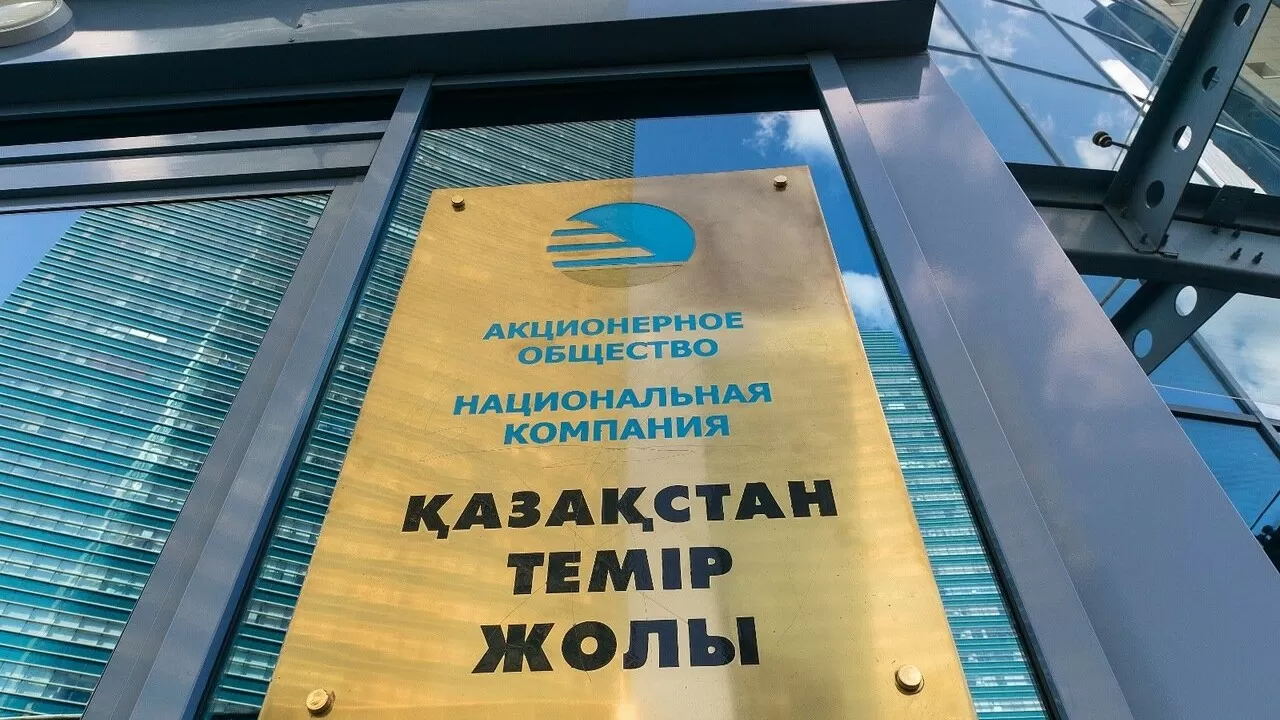 АКЦИОНЕРНОЕ
ОБЩЕСТВО
НАЦИОНАЛЬНАЯ
КОМПАНИЯ
ҚАЗАҚСТАН
ТЕМІР
ЖОЛЫ